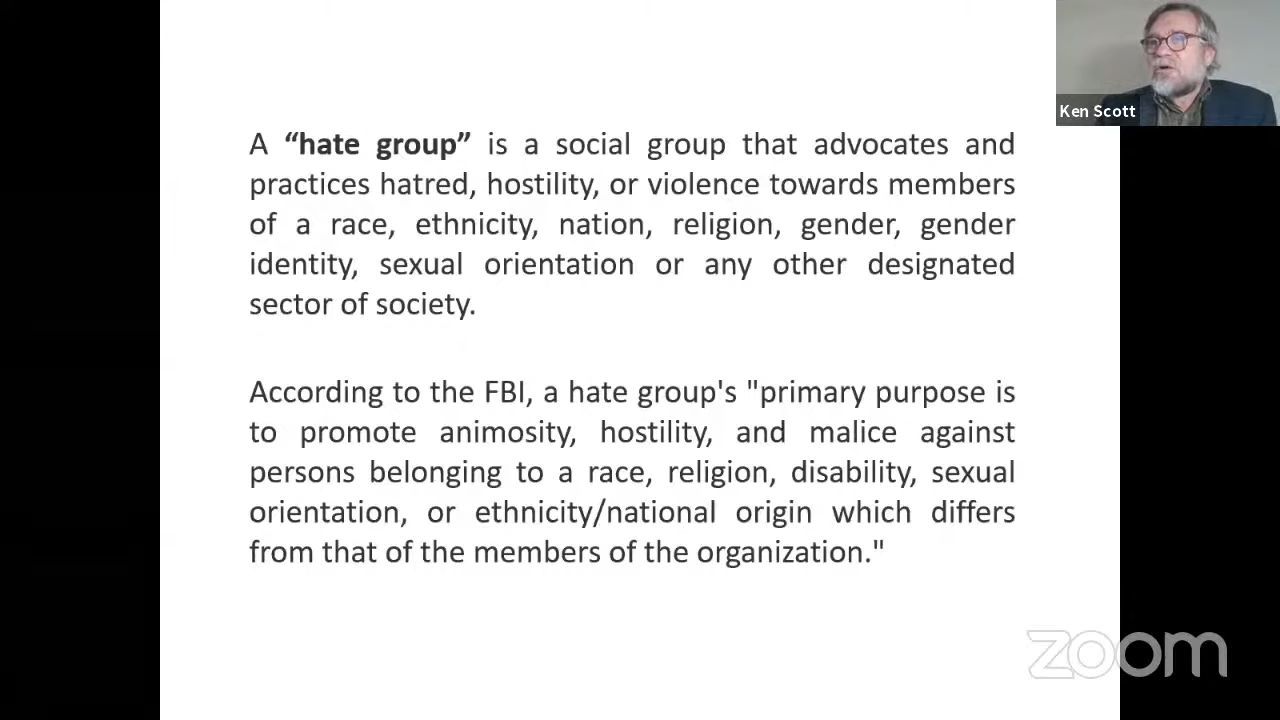 Ken Scott
A “hate group” is a social group that advocates and
practices hatred, hostility, or violence towards members
of a race, ethnicity, nation, religion, gender, gender
identity, sexual orientation or any other designated
sector of society.
According to the FBI, a hate group's "primary purpose is
to promote animosity, hostility, and malice against
persons belonging to a race, religion, disability, sexual
orientation, or ethnicity/national origin which differs
from that of the members of the organization."
zoom